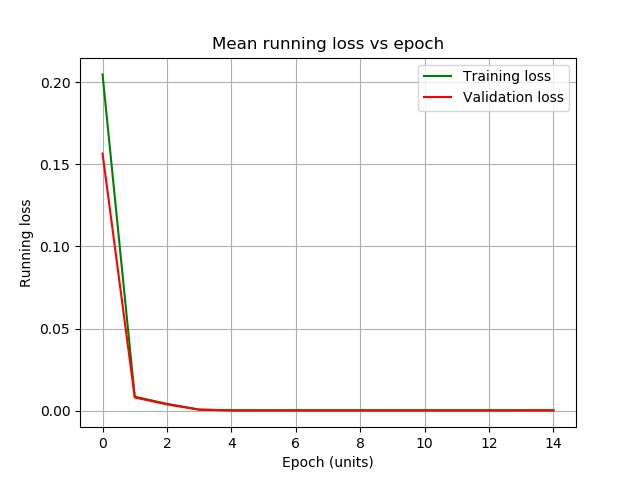 Mean running loss vs epoch
Training loss
Validation loss
0.20
0.15
0.10
0.05
0.00
Running loss
0 2 4 6 8 10 12 14
Epoch (units)